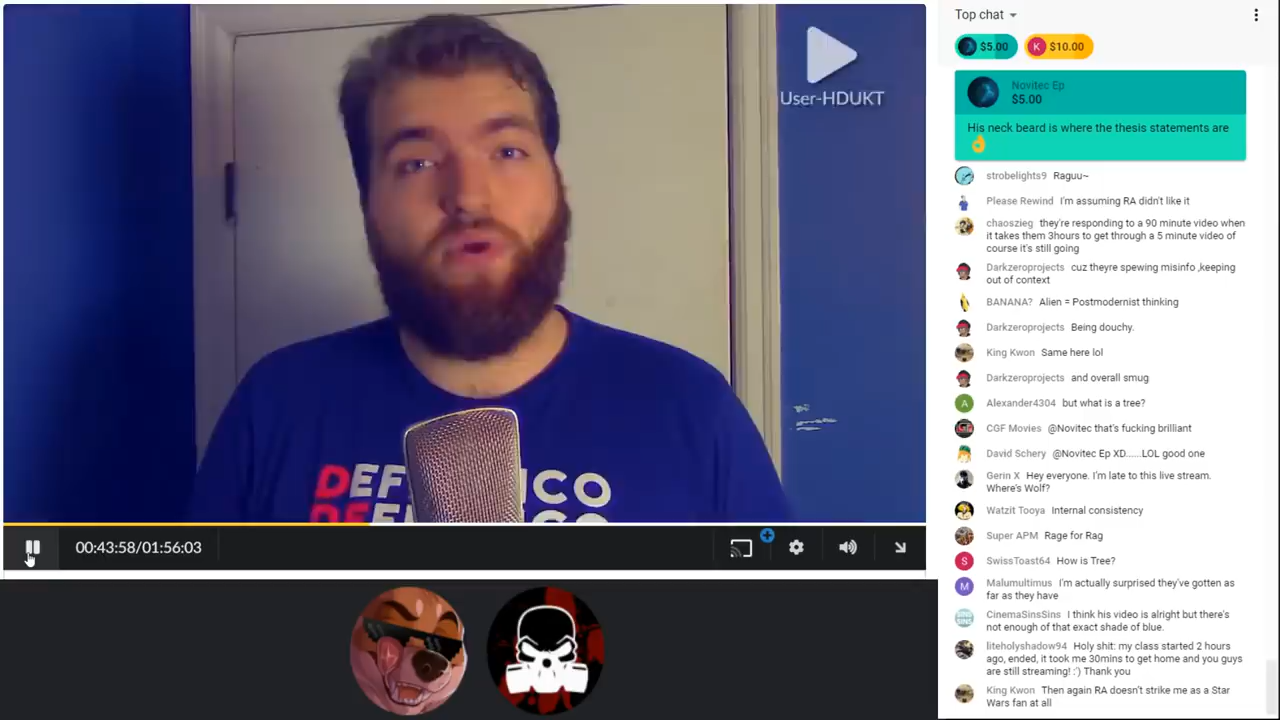 User-HDUKT
DEF ICO
DE
00:43:58/01:56:03
Top chat
$5.00
K $10.00
Novitec Ep
$5.00
His neck beard is where the thesis statements are
👌
strobelights9 Raguu~
Please Rewind I'm assuming RA didn't like it
chaoszieg they're responding to a 90 minute video when
it takes them 3hours to get through a 5 minute video of
course it's still going
Darkzeroprojects cuz theyre spewing misinfo ,keeping
out of context
BANANA? Alien = Postmodernist thinking
Darkzeroprojects Being douchy.
King Kwon Same here lol
Darkzeroprojects and overall smug
A Alexander4304 but what is a tree?
CGF Movies @Novitec that's fucking brilliant
David Schery @Novitec Ep XD......LOL good one
Gerin X Hey everyone. I'm late to this live stream.
Where's Wolf?
Watzit Tooya Internal consistency
Super APM Rage for Rag
S SwissToast64 How is Tree?
M Malumultimus I'm actually surprised they've gotten as
far as they have
CinemaSinsSins I think his video is alright but there's
not enough of that exact shade of blue.
liteholyshadow94 Holy shit: my class started 2 hours
ago, ended, it took me 30mins to get home and you guys
are still streaming! :') Thank you
King Kwon Then again RA doesn't strike me as a Star
Wars fan at all